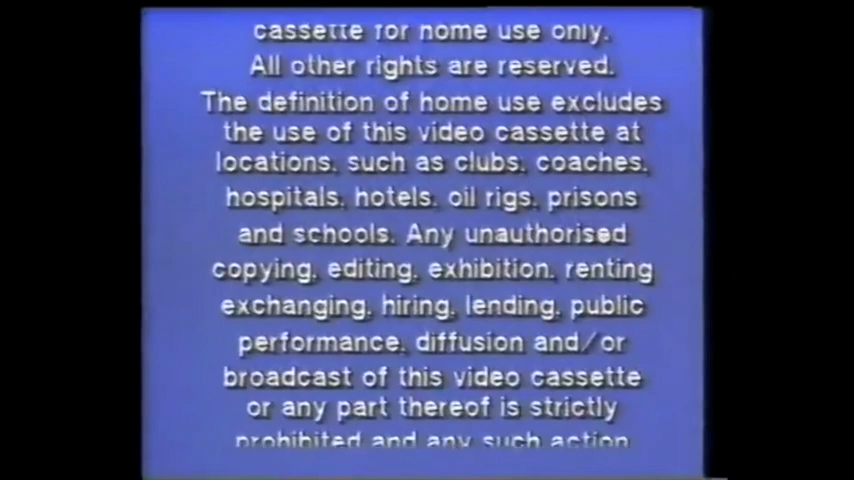 cassette for home use only.
All other rights are reserved.
The definition of home use excludes
the use of this video cassette at
locations, such as clubs, coaches,
hospitals, hotels, oil rigs, prisons
and schools. Any unauthorised
copying, editing, exhibition, renting
exchanging, hiring, lending, public
performance, diffusion and/or
broadcast of this video cassette
or any part thereof is strictly
prohibited and any such action